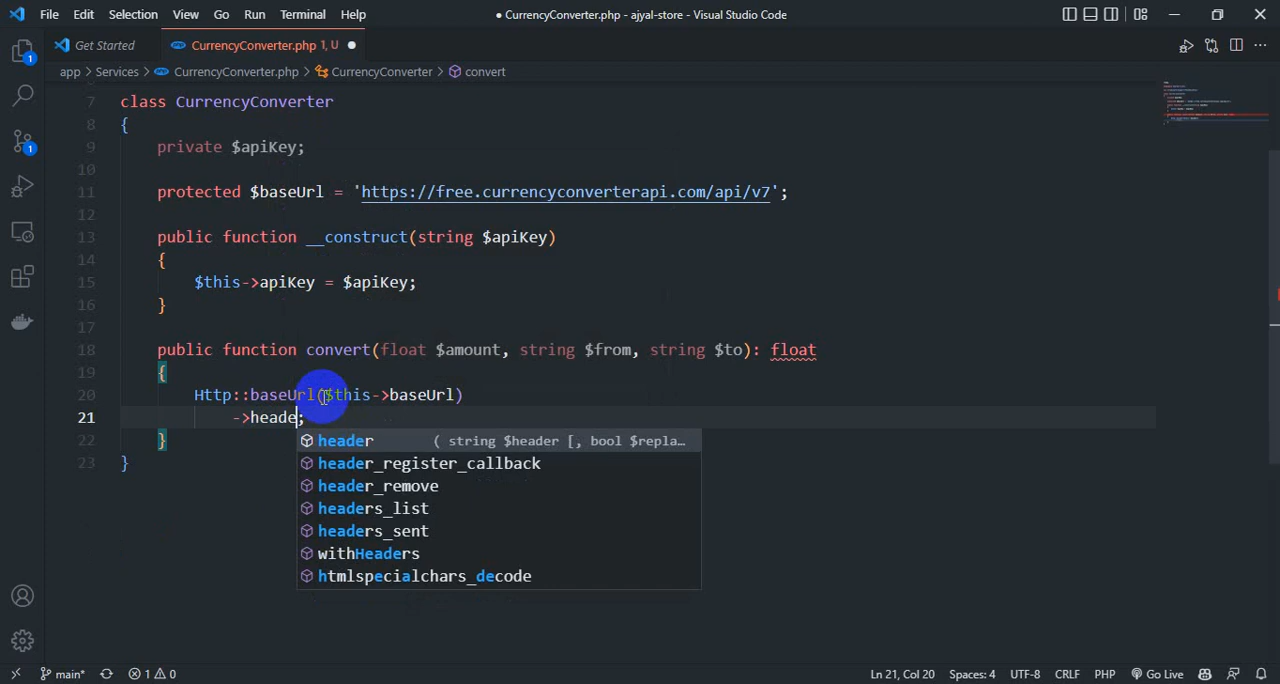 File Edit Selection View Go Run Terminal Help
● CurrencyConverter.php - ajyal-store - Visual Studio Code
Get Started
CurrencyConverter.php 1, U ●
app > Services > CurrencyConverter.php > CurrencyConverter > convert
7 class CurrencyConverter
8 {
9 private $apiKey;
10
11 protected $baseUrl = 'https://free.currencyconverterapi.com/api/v7';
12
13 public function __construct(string $apiKey)
14 {
15 $this->apiKey = $apiKey;
16 }
17
18 public function convert(float $amount, string $from, string $to): float
19 {
20 Http::baseUrl($this->baseUrl)
21 ->heade;
22 }
23 }
header ( string $header [, bool $repla…
header_register_callback
header_remove
headers_list
headers_sent
withHeaders
htmlspecialchars_decode
1
1
main* 1 0 Ln 21, Col 20 Spaces: 4 UTF-8 CRLF PHP Go Live